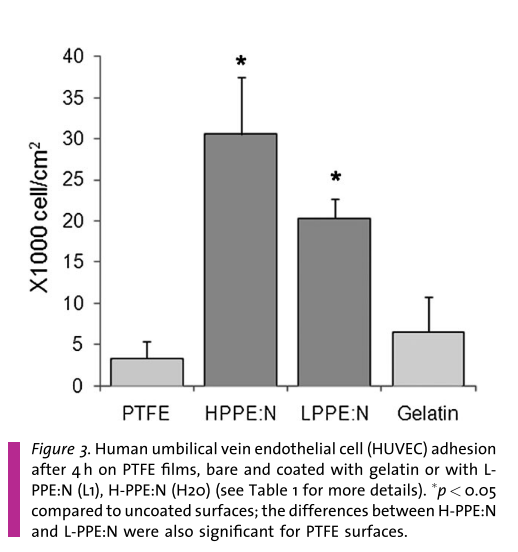 40
35
30
25
20
15
10
5
0
X1000 cell/cm²
*
*
PTFE HPPE:N LPPE:N Gelatin
Figure 3. Human umbilical vein endothelial cell (HUVEC) adhesion
after 4 h on PTFE films, bare and coated with gelatin or with L-
PPE:N (L1), H-PPE:N (H20) (see Table 1 for more details). *p < 0.05
compared to uncoated surfaces; the differences between H-PPE:N
and L-PPE:N were also significant for PTFE surfaces.